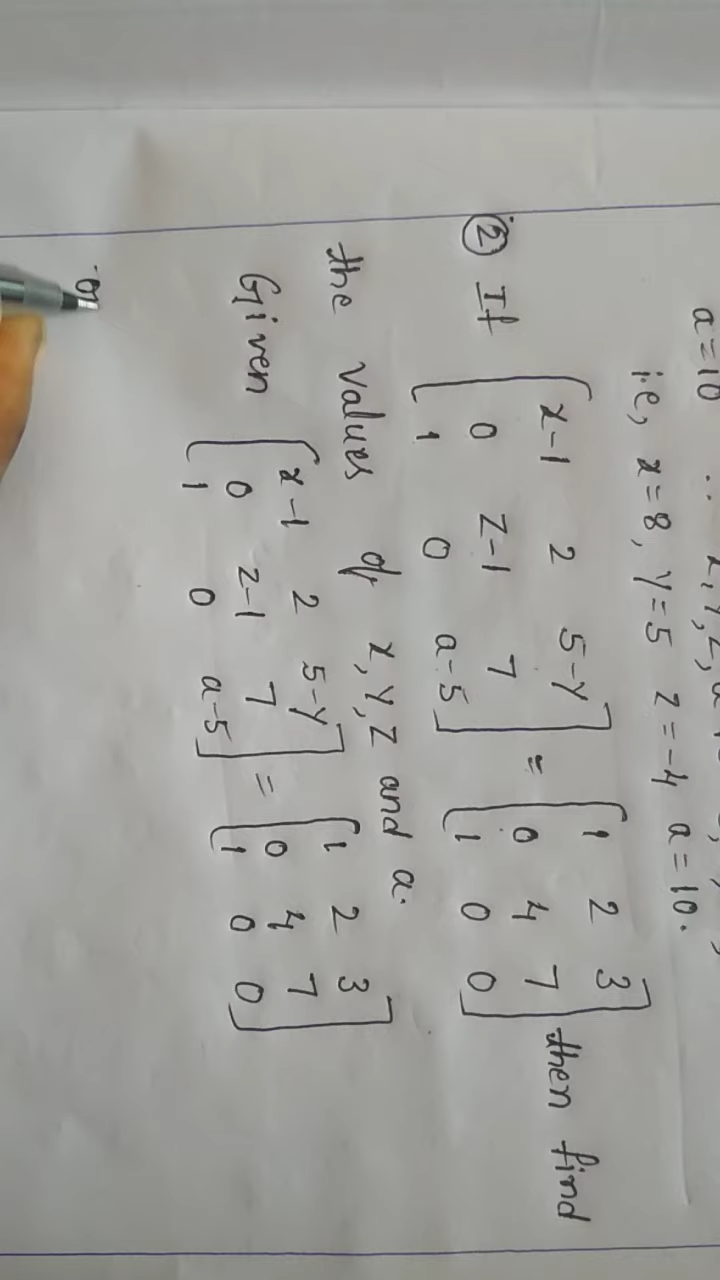 a=10 ∴
i.e, x=8, y=5 z=-4 a=10.
② If [x-1 2 5-y
0 z-1 7
1 0 a-5] = [1 2 3
0 4 7
1 0 0] then find
the values of x, y, z and a.
Given [x-1 2 5-y
0 z-1 7
1 0 a-5] = [1 2 3
0 4 7
1 0 0]